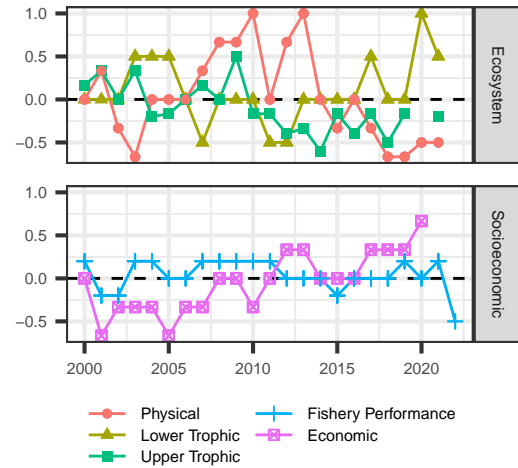 1.0
0.5
0.0
−0.5
Ecosystem
1.0
0.5
0.0
−0.5
Socioeconomic
2000 2005 2010 2015 2020
Physical
Lower Trophic
Upper Trophic
Fishery Performance
Economic